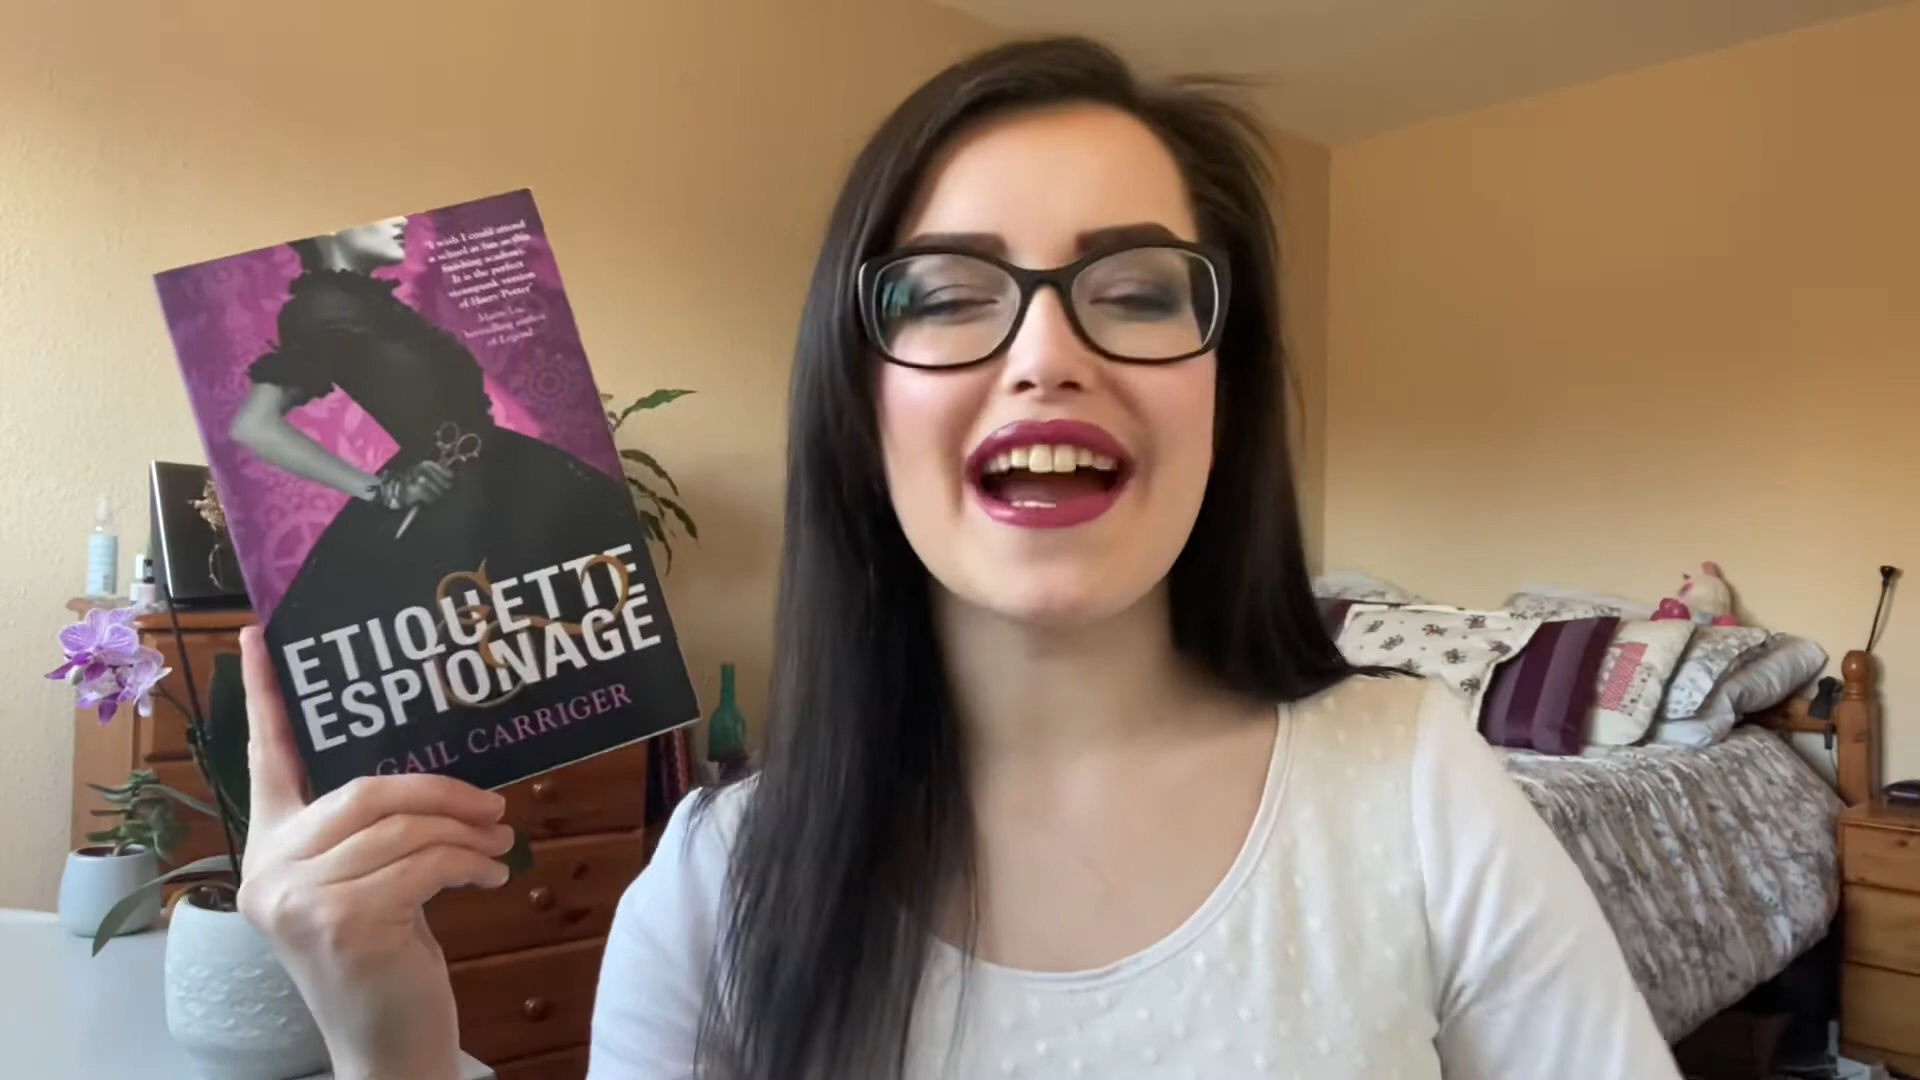 'I wish I could attend
a school as fun as this
finishing academy.
It is the perfect
steampunk version
of Harry Potter'
Marie Lu,
bestselling author
of Legend
ETIQUETTE
&
ESPIONAGE
GAIL CARRIGER